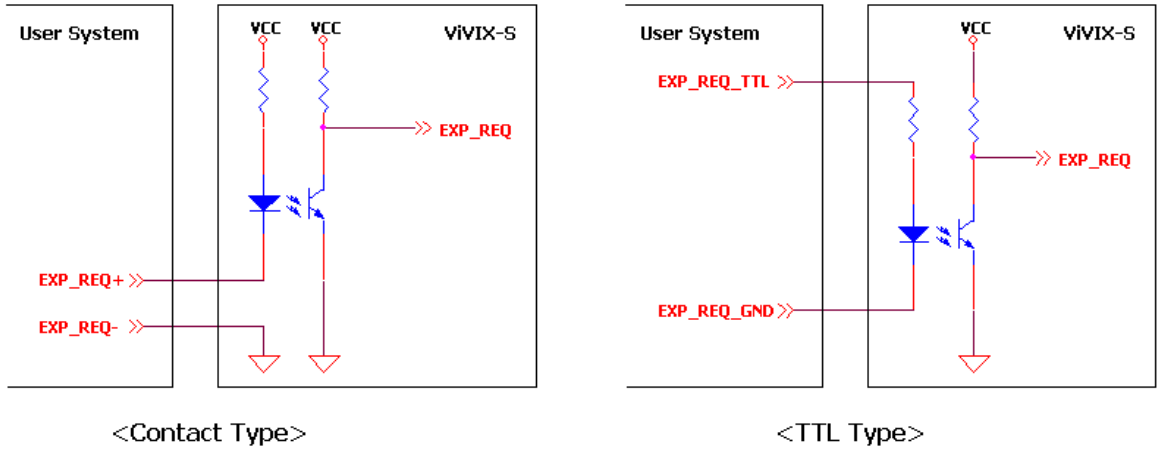 User System
VCC
VCC
ViVIX-S
EXP_REQ
EXP_REQ+
EXP_REQ-
<Contact Type>
User System
VCC
ViVIX-S
EXP_REQ_TTL
EXP_REQ
EXP_REQ_GND
<TTL Type>